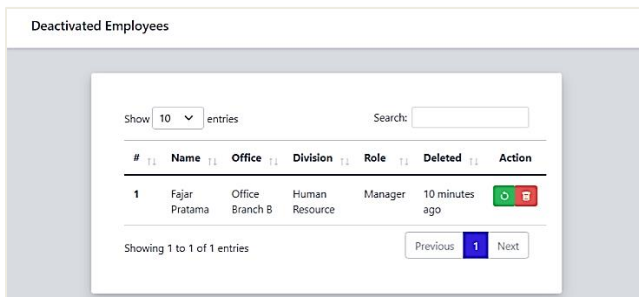 Deactivated Employees
Show 10 entries Search:
# Name Office Division Role Deleted Action
1 Fajar Office Human Manager 10 minutes
Pratama Branch B Resource ago
Showing 1 to 1 of 1 entries Previous 1 Next